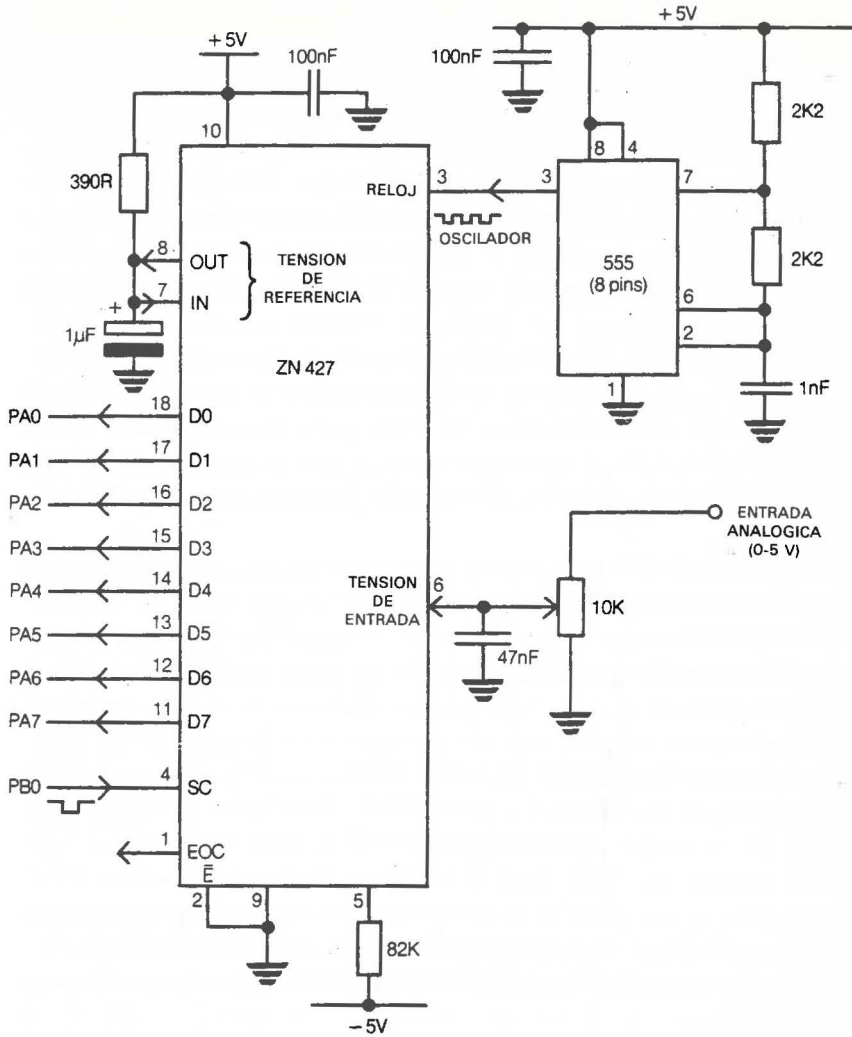 +5V
100nF
10
390R
8
OUT
7
IN
TENSION
DE
REFERENCIA
+
1µF
ZN 427
RELOJ
3
OSCILADOR
3
+5V
100nF
8
4
7
2K2
555
(8 pins)
2K2
6
2
1
1nF
PA0
18
D0
PA1
17
D1
PA2
16
D2
PA3
15
D3
PA4
14
D4
PA5
13
D5
PA6
12
D6
PA7
11
D7
PB0
4
SC
1
EOC
E̅
2
9
5
82K
−5V
TENSION
DE
ENTRADA
6
47nF
10K
ENTRADA
ANALOGICA
(0-5 V)